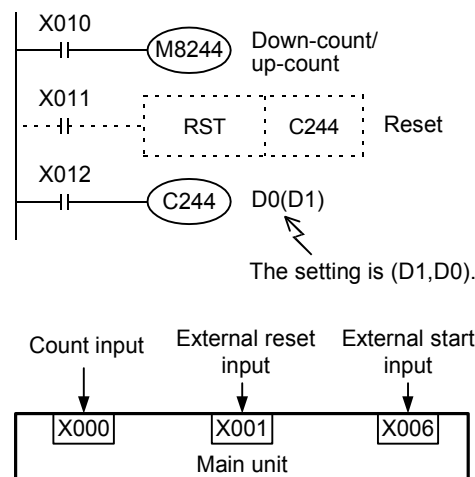 X010
M8244
Down-count/
up-count
X011
RST
C244
Reset
X012
C244
D0(D1)
The setting is (D1,D0).
Count input
External reset
input
External start
input
X000
X001
X006
Main unit